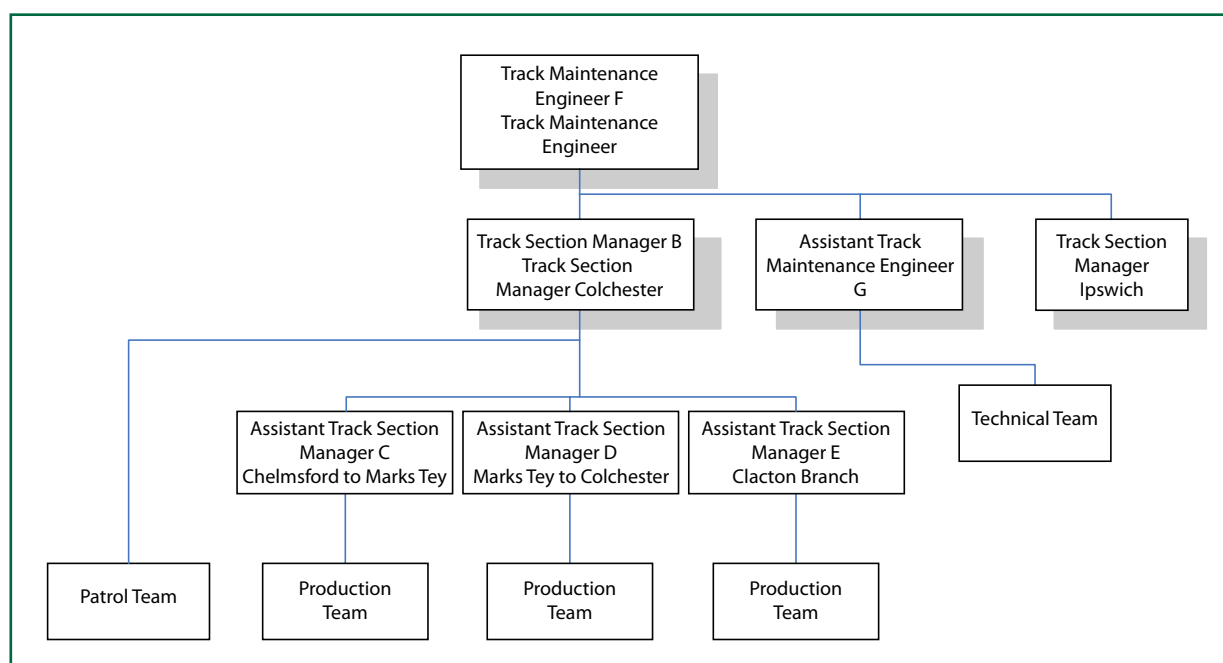 Track Maintenance
Engineer F
Track Maintenance
Engineer
Track Section Manager B
Track Section
Manager Colchester
Assistant Track
Maintenance Engineer
G
Track Section
Manager
Ipswich
Technical Team
Assistant Track Section
Manager C
Chelmsford to Marks Tey
Assistant Track Section
Manager D
Marks Tey to Colchester
Assistant Track Section
Manager E
Clacton Branch
Patrol Team
Production
Team
Production
Team
Production
Team